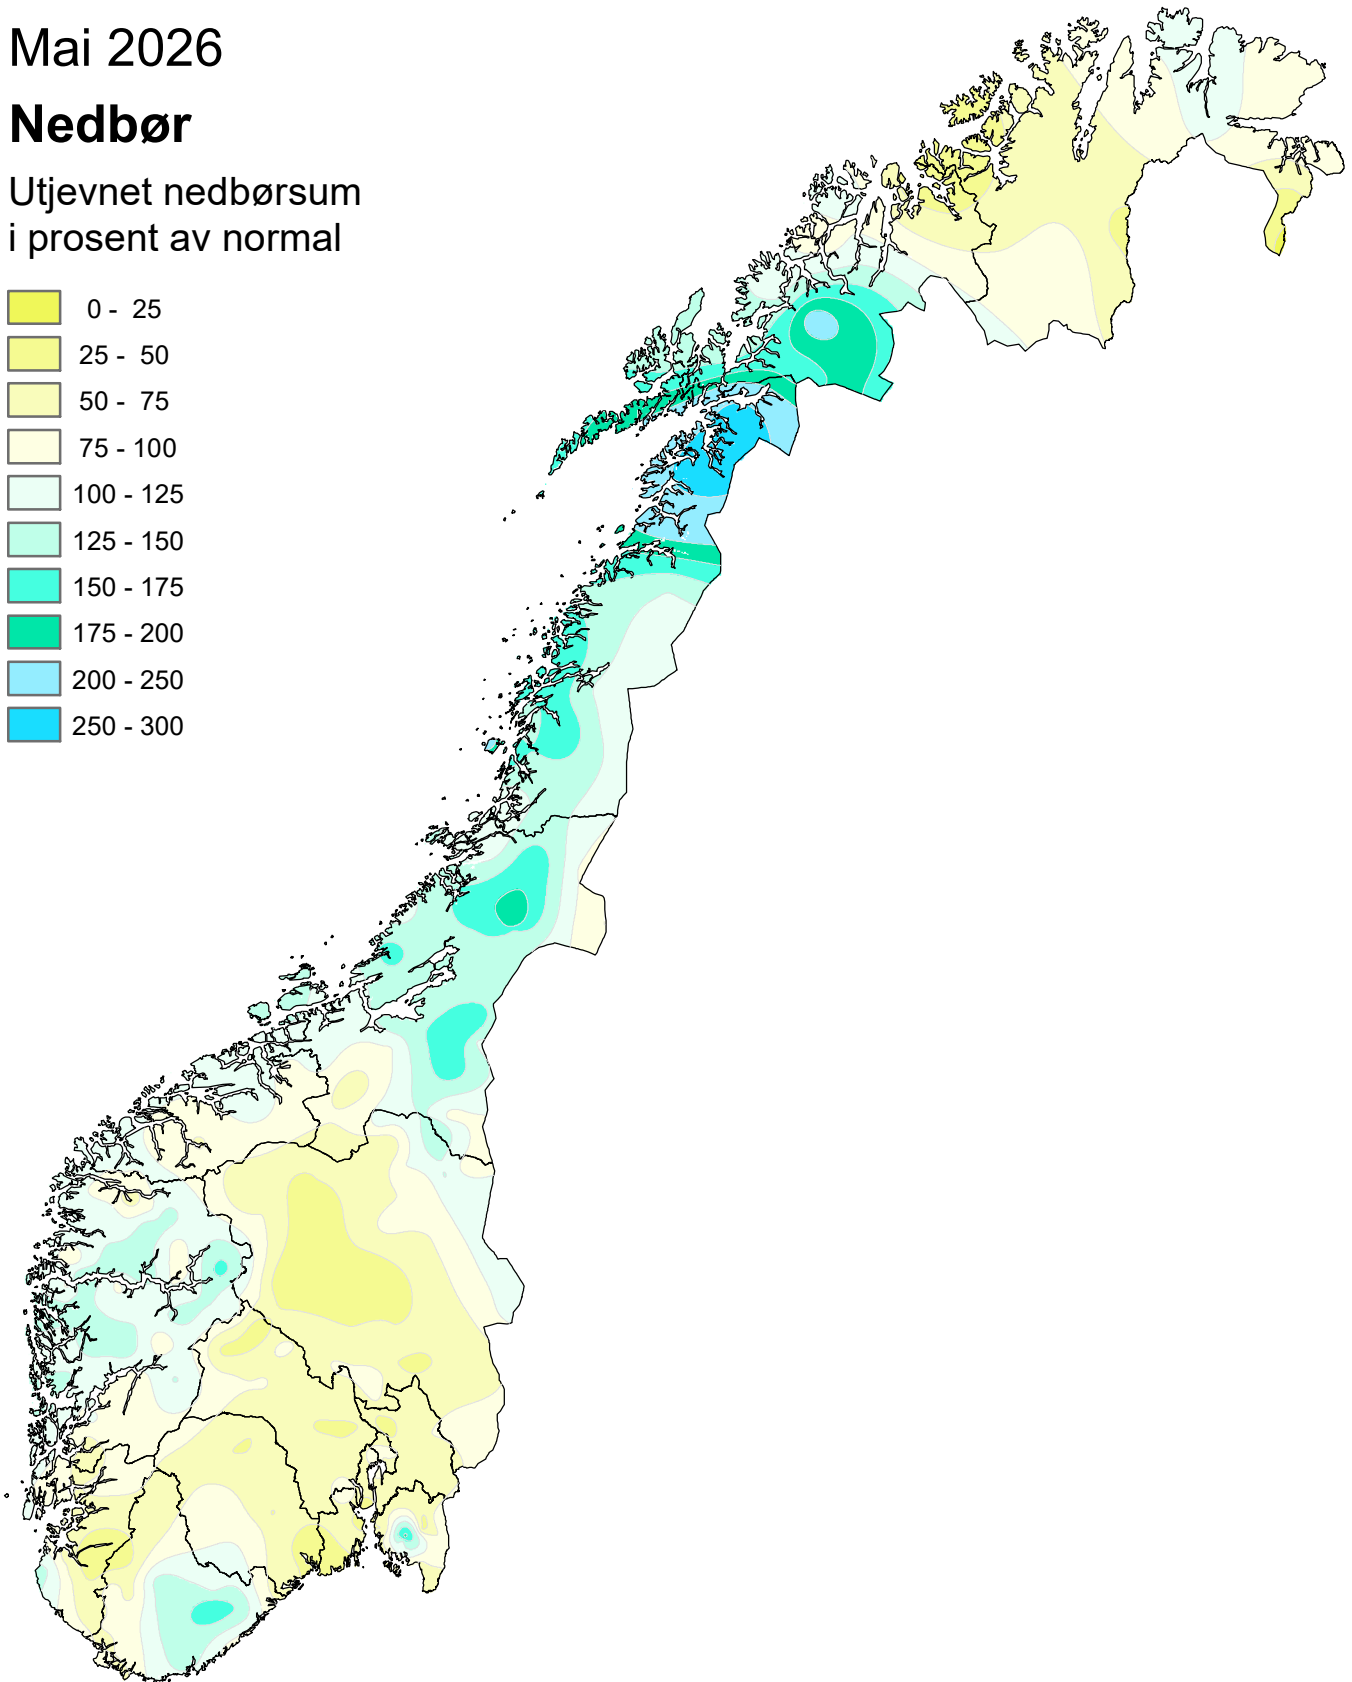 Mai 2026
Nedbør
Utjevnet nedbørsum
i prosent av normal
0 - 25
25 - 50
50 - 75
75 - 100
100 - 125
125 - 150
150 - 175
175 - 200
200 - 250
250 - 300